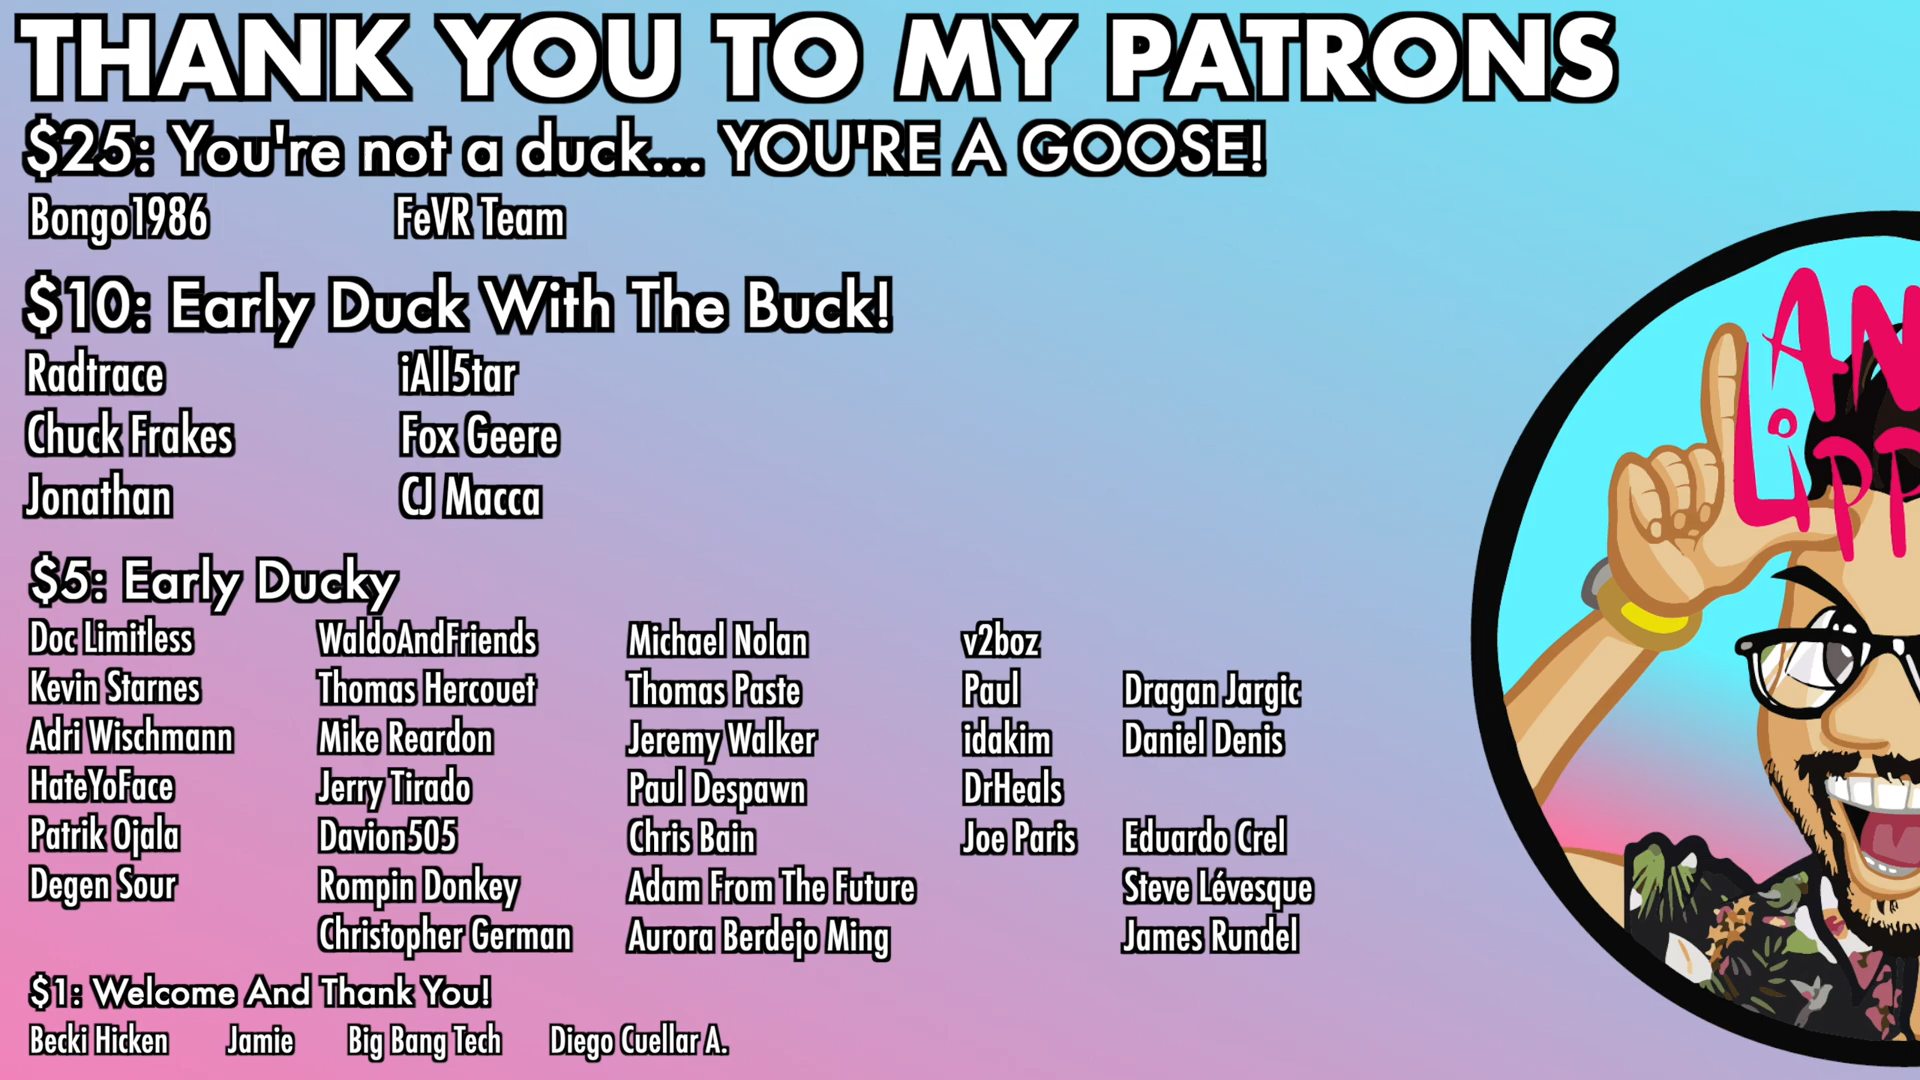 THANK YOU TO MY PATRONS
$25: You're not a duck... YOU'RE A GOOSE!
Bongo1986 FeVR Team
$10: Early Duck With The Buck!
Radtrace iAll5tar
Chuck Frakes Fox Geere
Jonathan CJ Macca
$5: Early Ducky
Doc Limitless WaldoAndFriends Michael Nolan v2boz
Kevin Starnes Thomas Hercouet Thomas Paste Paul Dragan Jargic
Adri Wischmann Mike Reardon Jeremy Walker idakim Daniel Denis
HateYoFace Jerry Tirado Paul Despawn DrHeals
Patrik Ojala Davion505 Chris Bain Joe Paris Eduardo Crel
Degen Sour Rompin Donkey Adam From The Future Steve Lévesque
Christopher German Aurora Berdejo Ming James Rundel
$1: Welcome And Thank You!
Becki Hicken Jamie Big Bang Tech Diego Cuellar A.